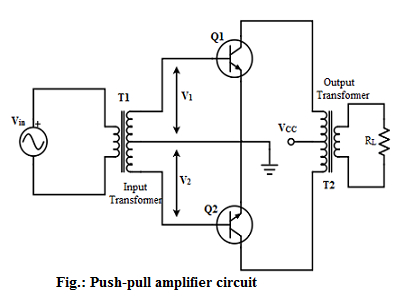 Q1
Output
Transformer
T1
Vin
+
V1
VCC
RL
V2
Input
Transformer
T2
Q2
Fig.: Push-pull amplifier circuit